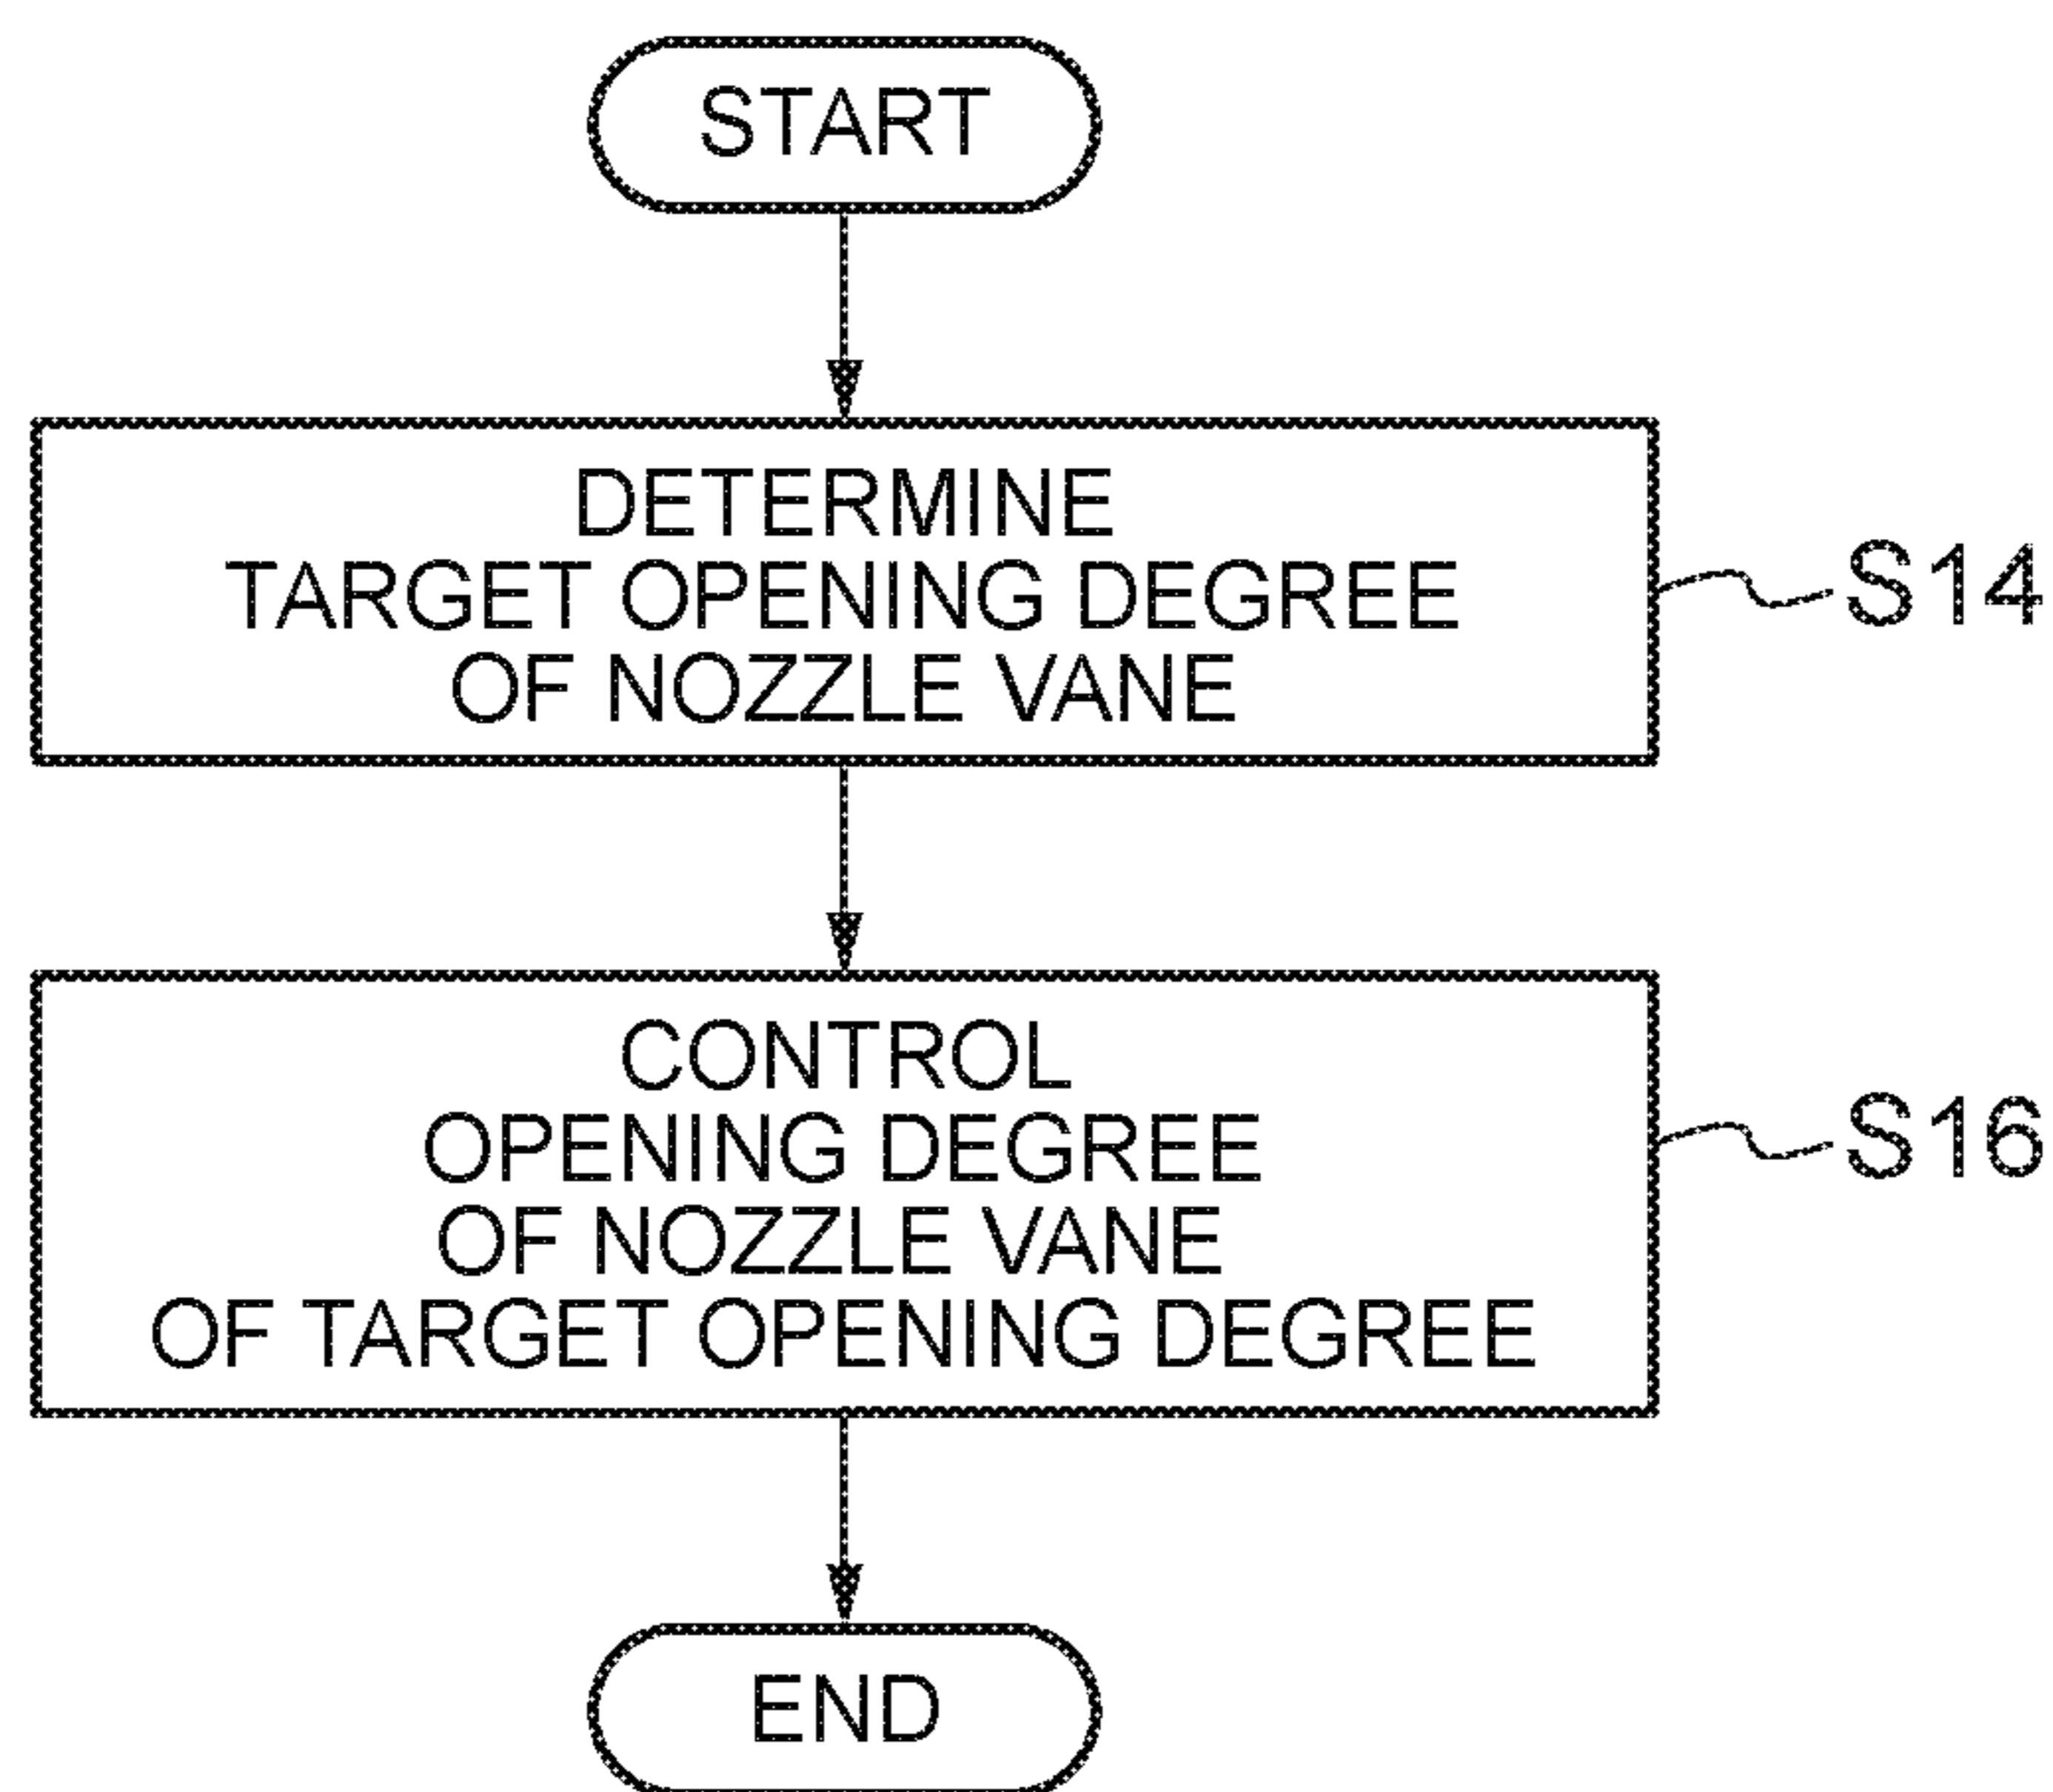 START
DETERMINE
TARGET OPENING DEGREE
OF NOZZLE VANE
S14
CONTROL
OPENING DEGREE
OF NOZZLE VANE
OF TARGET OPENING DEGREE
S16
END